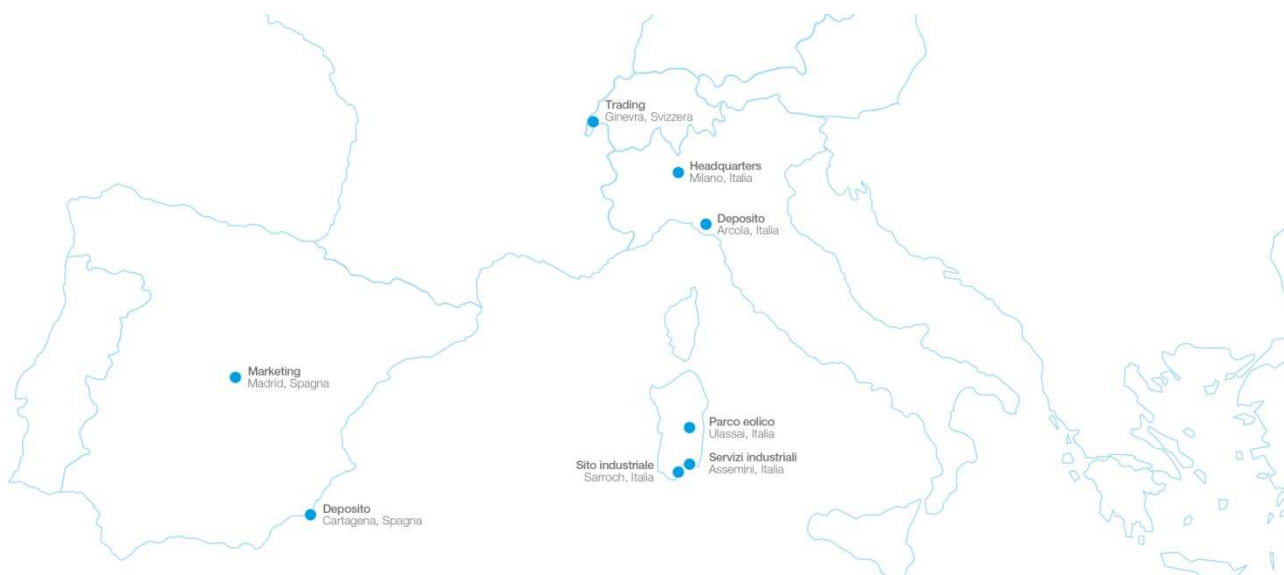 Trading
Ginevra, Svizzera
Headquarters
Milano, Italia
Deposito
Arcola, Italia
Marketing
Madrid, Spagna
Parco eolico
Ulassai, Italia
Servizi industriali
Assemini, Italia
Sito industriale
Sarroch, Italia
Deposito
Cartagena, Spagna